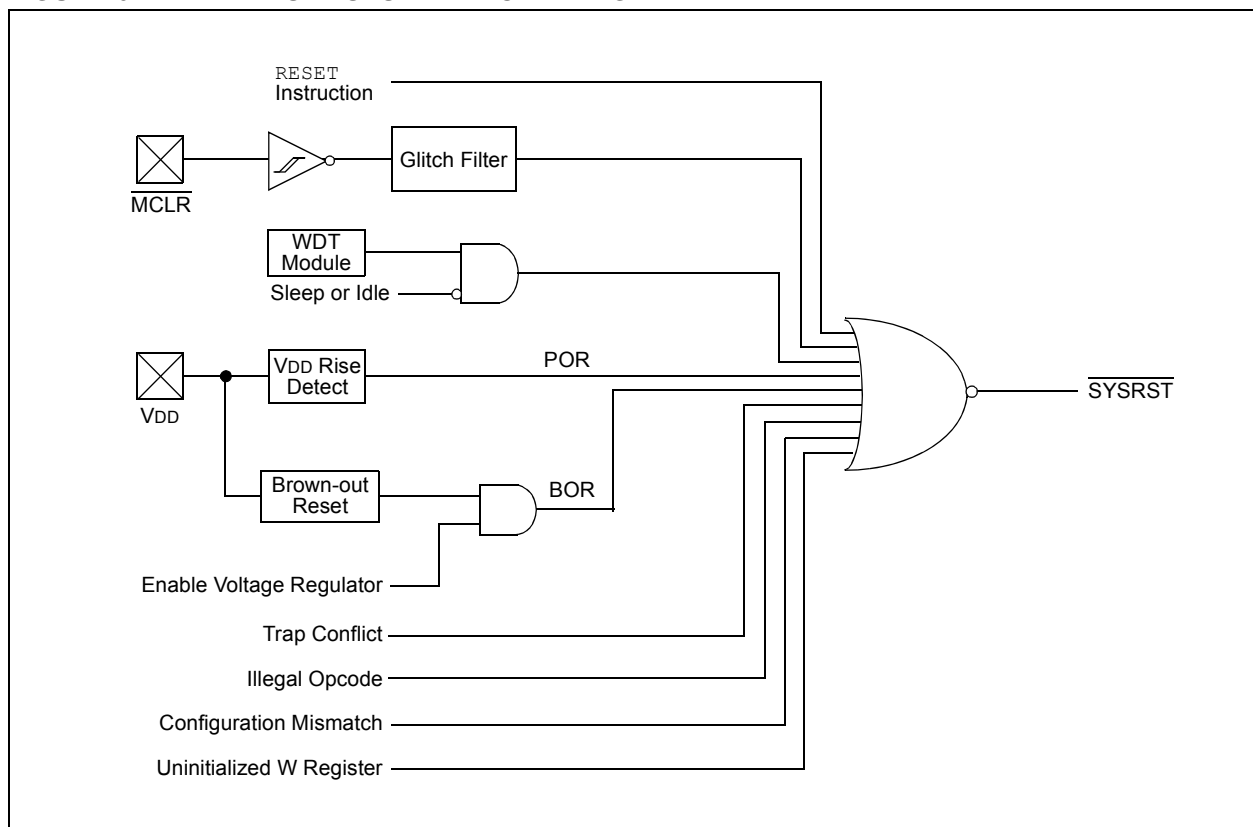 RESET
Instruction
Glitch Filter
MCLR
WDT
Module
Sleep or Idle
VDD Rise
Detect
POR
VDD
SYSRST
Brown-out
Reset
BOR
Enable Voltage Regulator
Trap Conflict
Illegal Opcode
Configuration Mismatch
Uninitialized W Register